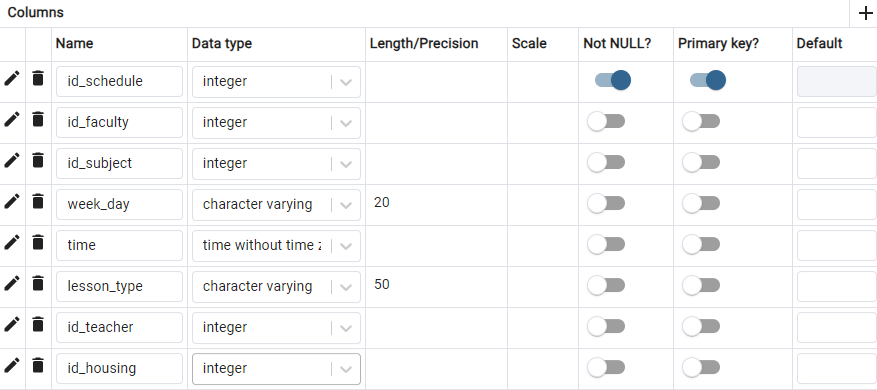 Columns
Name Data type Length/Precision Scale Not NULL? Primary key? Default
id_schedule integer
id_faculty integer
id_subject integer
week_day character varying 20
time time without time z
lesson_type character varying 50
id_teacher integer
id_housing integer